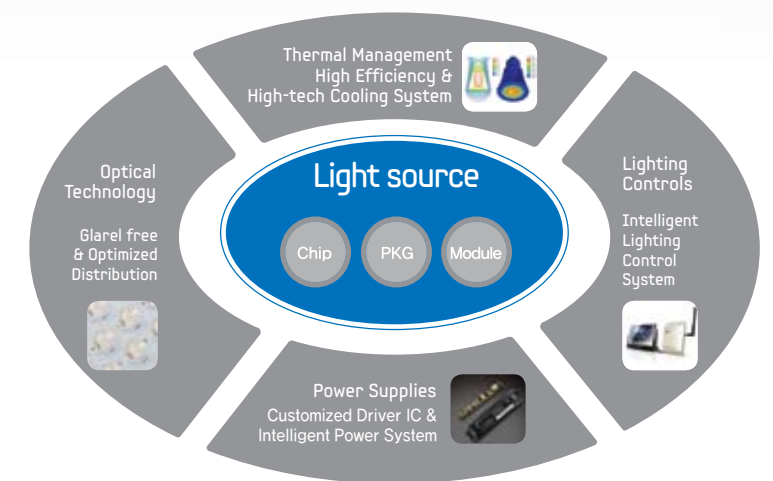 Thermal Management
High Efficiency &
High-tech Cooling System
Optical
Technology
Glarel free
& Optimized
Distribution
Light source
Chip
PKG
Module
Lighting
Controls
Intelligent
Lighting
Control
System
Power Supplies
Customized Driver IC &
Intelligent Power System